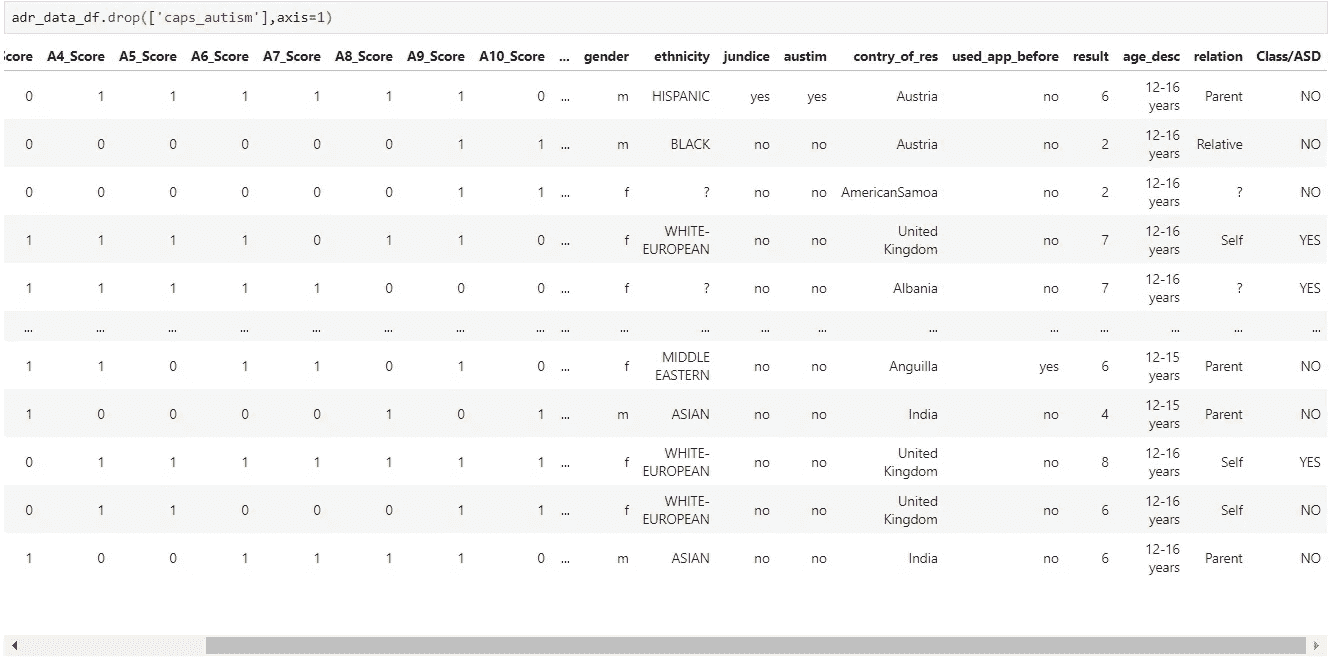 adr_data_df.drop(['caps_autism'],axis=1)
Score A4_Score A5_Score A6_Score A7_Score A8_Score A9_Score A10_Score ... gender ethnicity jundice austim contry_of_res used_app_before result age_desc relation Class/ASD
0 1 1 1 1 1 1 0 ... m HISPANIC yes yes Austria no 6 12-16 years Parent NO
0 0 0 0 0 0 1 1 ... m BLACK no no Austria no 2 12-16 years Relative NO
0 0 0 0 0 0 1 1 ... f ? no no AmericanSamoa no 2 12-16 years ? NO
1 1 1 1 0 1 1 0 ... f WHITE-EUROPEAN no no United Kingdom no 7 12-16 years Self YES
1 1 1 1 1 0 0 0 ... f ? no no Albania no 7 12-16 years ? YES
... ... ... ... ... ... ... ... ... ... ... ... ... ... ... ... ... ... ...
1 1 0 1 1 0 1 0 ... f MIDDLE EASTERN no no Anguilla yes 6 12-15 years Parent NO
1 0 0 0 0 1 0 1 ... m ASIAN no no India no 4 12-15 years Parent NO
0 1 1 1 1 1 1 1 ... f WHITE-EUROPEAN no no United Kingdom no 8 12-16 years Self YES
0 1 1 0 0 0 1 1 ... f WHITE-EUROPEAN no no United Kingdom no 6 12-16 years Self NO
1 0 0 1 1 1 1 0 ... m ASIAN no no India no 6 12-16 years Parent NO